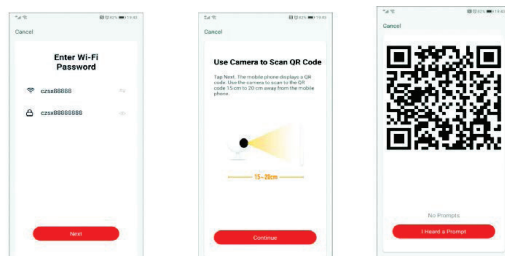 Cancel
Enter Wi-Fi
Password
czsx88888
czsx88888888
Next
Cancel
Use Camera to Scan QR Code
Tap Next. The mobile phone displays a QR
code. Use the camera to scan to the QR
code 15 cm to 20 cm away from the mobile
phone.
15-20cm
Continue
Cancel
No Prompts
I Heard a Prompt